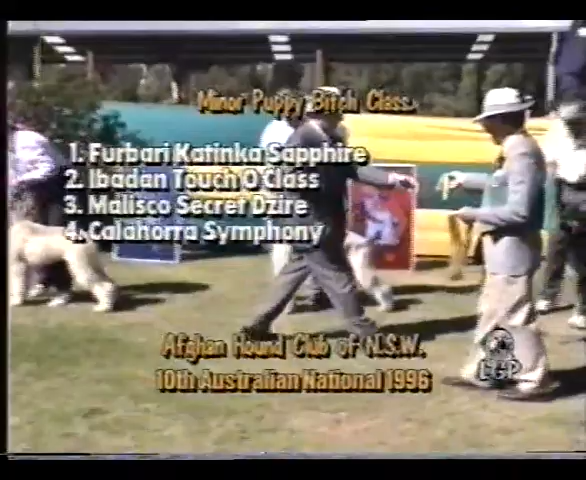 Minor Puppy Bitch Class
1. Furbari Katinka Sapphire
2. Ibadan Touch O Class
3. Malisco Secret Dzire
4. Calahorra Symphony
Afghan Hound Club of N.S.W.
10th Australian National 1996
LGP